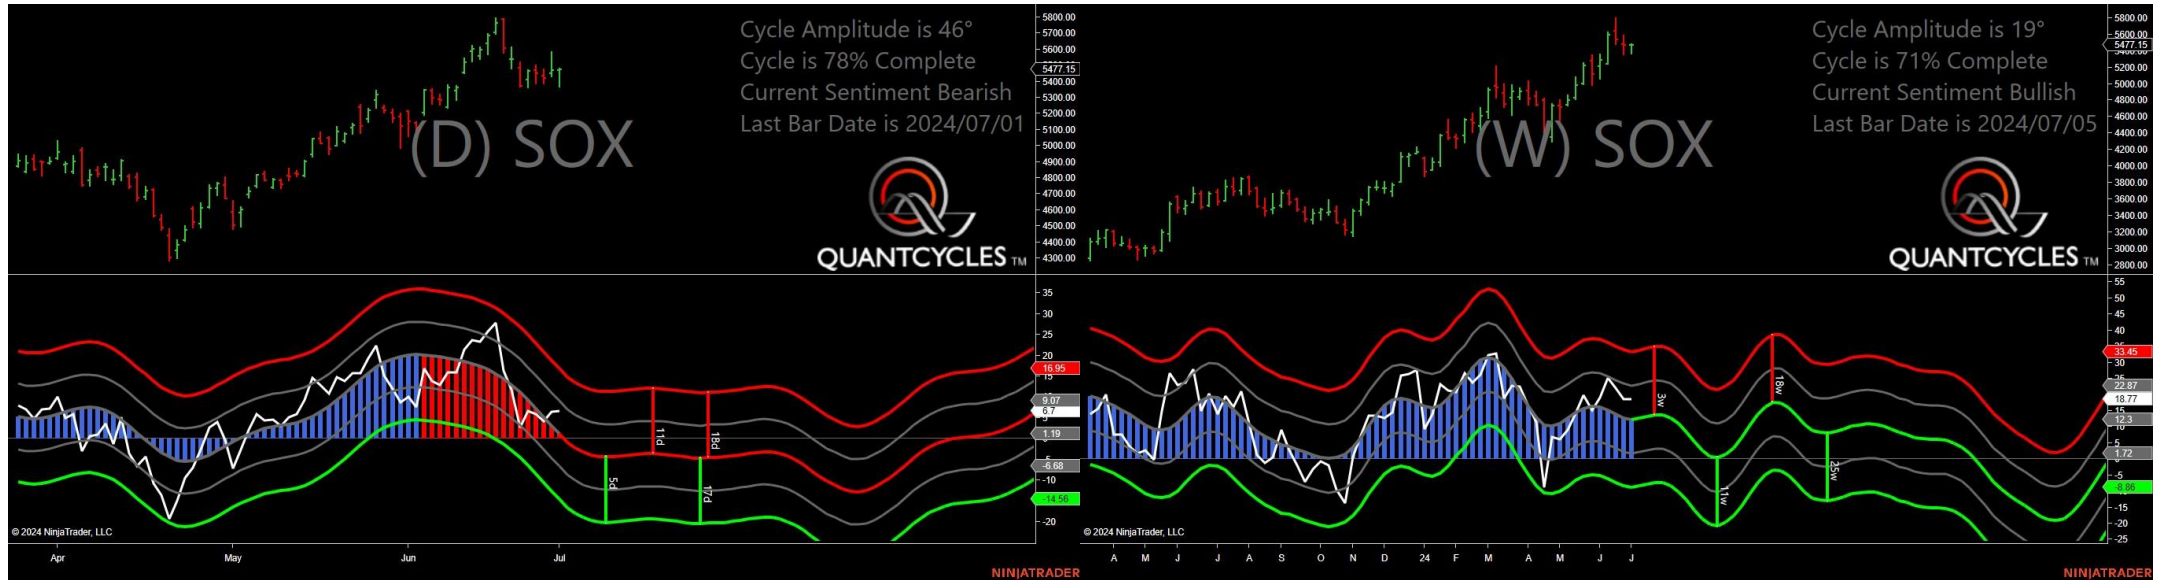 Cycle Amplitude is 46°
Cycle is 78% Complete
Current Sentiment Bearish
Last Bar Date is 2024/07/01
(D) SOX
QUANTCYCLES TM
5800.00
5700.00
5600.00
5477.15
5400.00
5300.00
5200.00
5100.00
5000.00
4900.00
4800.00
4700.00
4600.00
4500.00
4400.00
4300.00
35
30
25
20
16.95
15
9.07
6.7
1.19
-6.68
-10
-14.56
-20
11d
18d
5d
17d
© 2024 NinjaTrader, LLC
Apr May Jun Jul
NINJATRADER
Cycle Amplitude is 19°
Cycle is 71% Complete
Current Sentiment Bullish
Last Bar Date is 2024/07/05
(W) SOX
QUANTCYCLES TM
5800.00
5600.00
5477.15
5200.00
5000.00
4800.00
4600.00
4400.00
4200.00
4000.00
3800.00
3600.00
3400.00
3200.00
3000.00
2800.00
55
50
45
40
33.45
22.87
18.77
15
12.3
10
5
1.72
-5
-8.86
-15
-20
-25
3w
18w
11w
25w
© 2024 NinjaTrader, LLC
A M J J A S O N D 24 F M A M J J
NINJATRADER